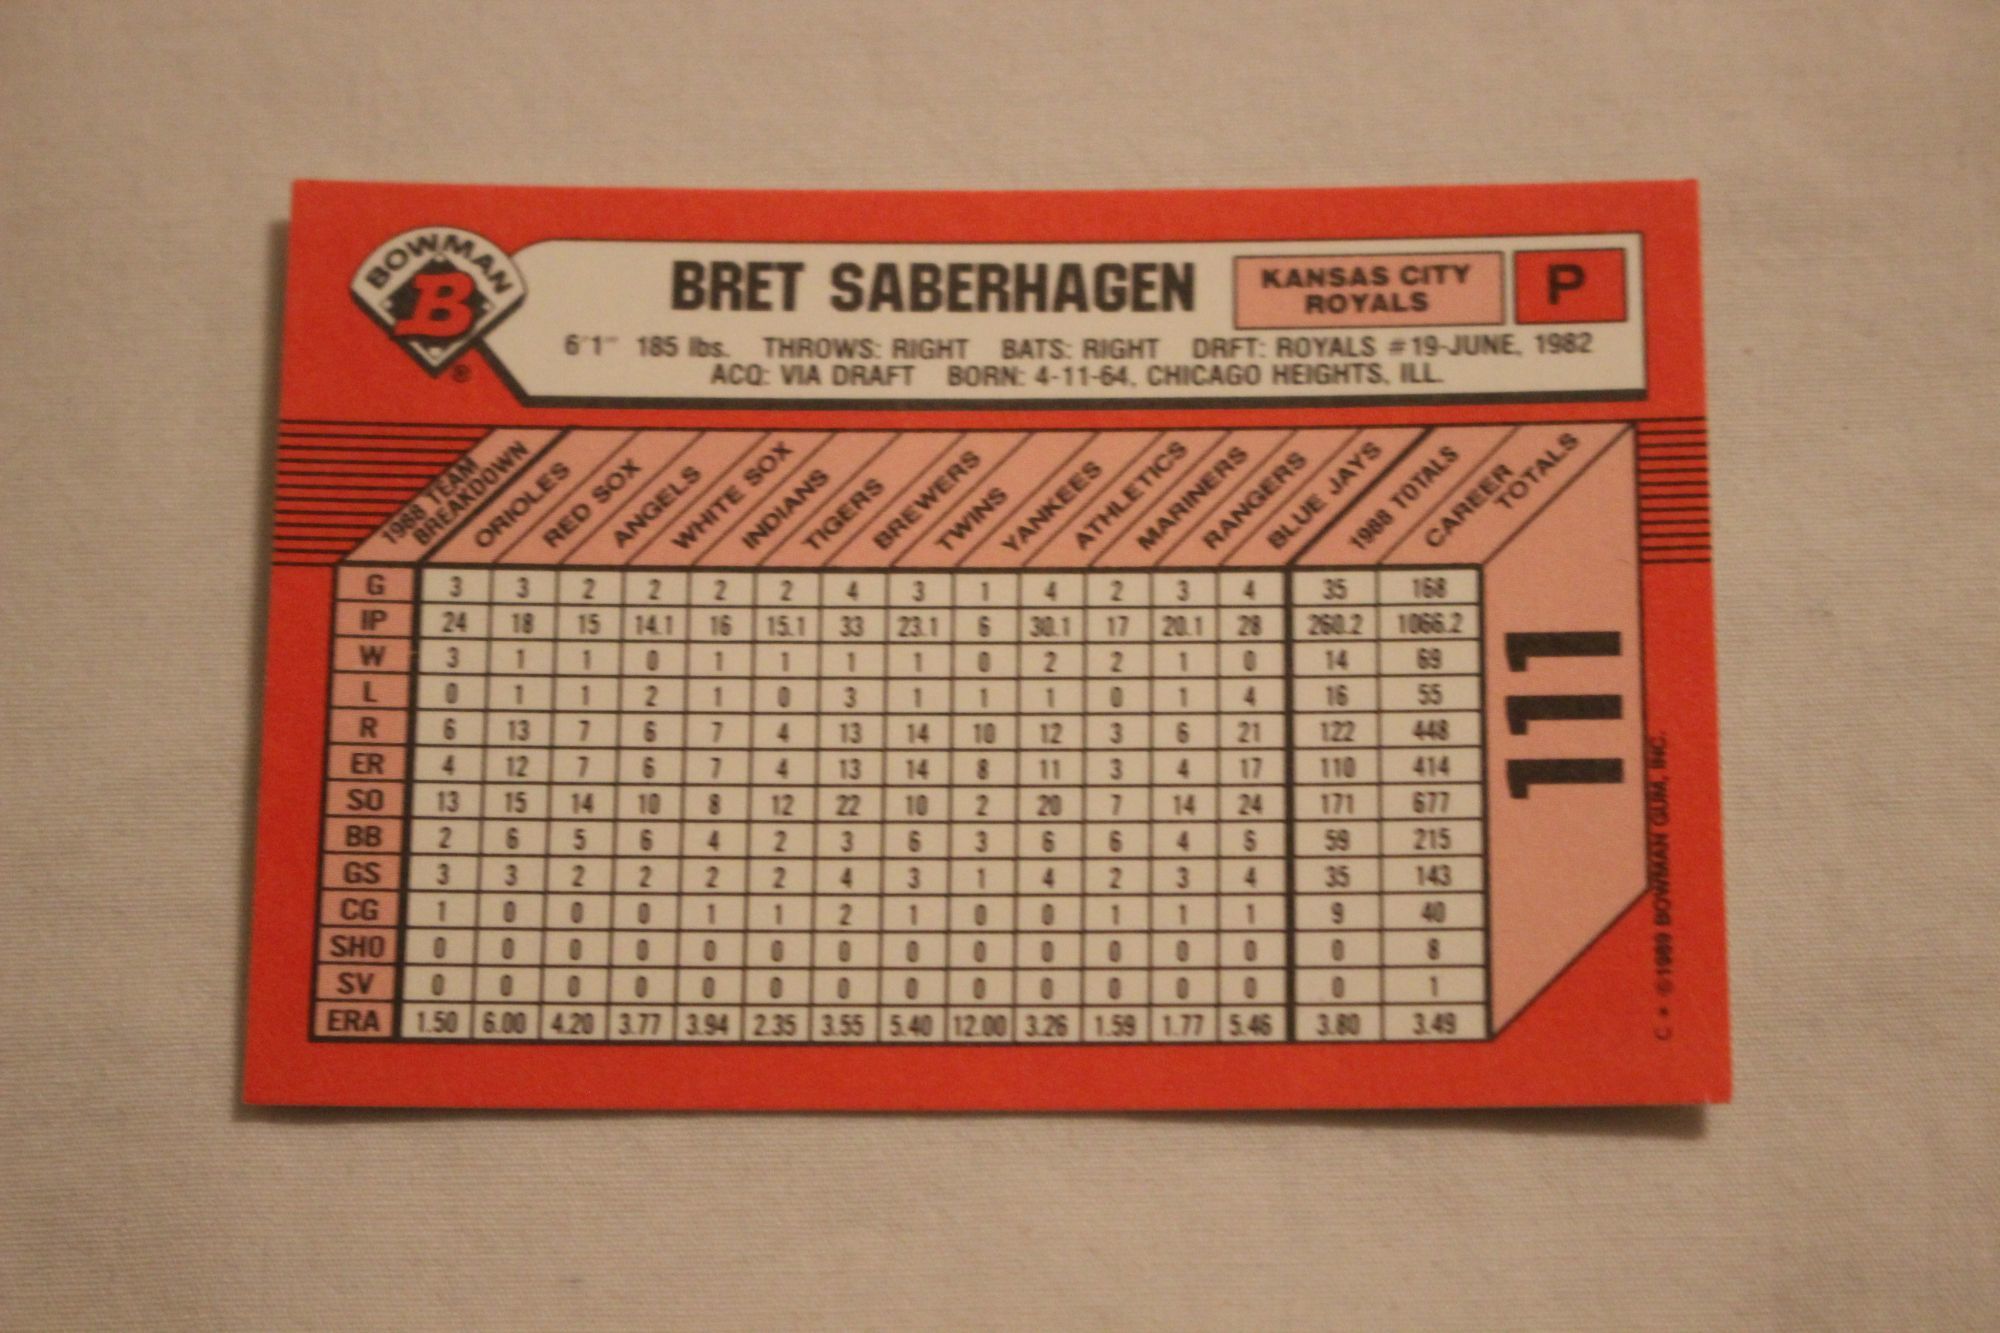 BOWMAN
B
®
BRET SABERHAGEN
KANSAS CITY
ROYALS
P
6'1" 185 lbs. THROWS: RIGHT BATS: RIGHT DRFT: ROYALS #19-JUNE, 1982
ACQ: VIA DRAFT BORN: 4-11-64, CHICAGO HEIGHTS, ILL.
1988 TEAM BREAKDOWN ORIOLES RED SOX ANGELS WHITE SOX INDIANS TIGERS BREWERS TWINS YANKEES ATHLETICS MARINERS RANGERS BLUE JAYS 1988 TOTALS CAREER TOTALS
G 3 3 2 2 2 2 4 3 1 4 2 3 4 35 168
IP 24 18 15 14.1 16 15.1 33 23.1 6 30.1 17 20.1 28 260.2 1066.2
W 3 1 1 0 1 1 1 1 0 2 2 1 0 14 69
L 0 1 1 2 1 0 3 1 1 1 0 1 4 16 55
R 6 13 7 6 7 4 13 14 10 12 3 6 21 122 448
ER 4 12 7 6 7 4 13 14 8 11 3 4 17 110 414
SO 13 15 14 10 8 12 22 10 2 20 7 14 24 171 677
BB 2 6 5 6 4 2 3 6 3 6 6 4 6 59 215
GS 3 3 2 2 2 2 4 3 1 4 2 3 4 35 143
CG 1 0 0 0 1 1 2 1 0 0 1 1 1 9 40
SHO 0 0 0 0 0 0 0 0 0 0 0 0 0 0 8
SV 0 0 0 0 0 0 0 0 0 0 0 0 0 0 1
ERA 1.50 6.00 4.20 3.77 3.94 2.35 3.55 5.40 12.00 3.26 1.59 1.77 5.46 3.80 3.49
111
C * ©1989 BOWMAN GUM, INC.